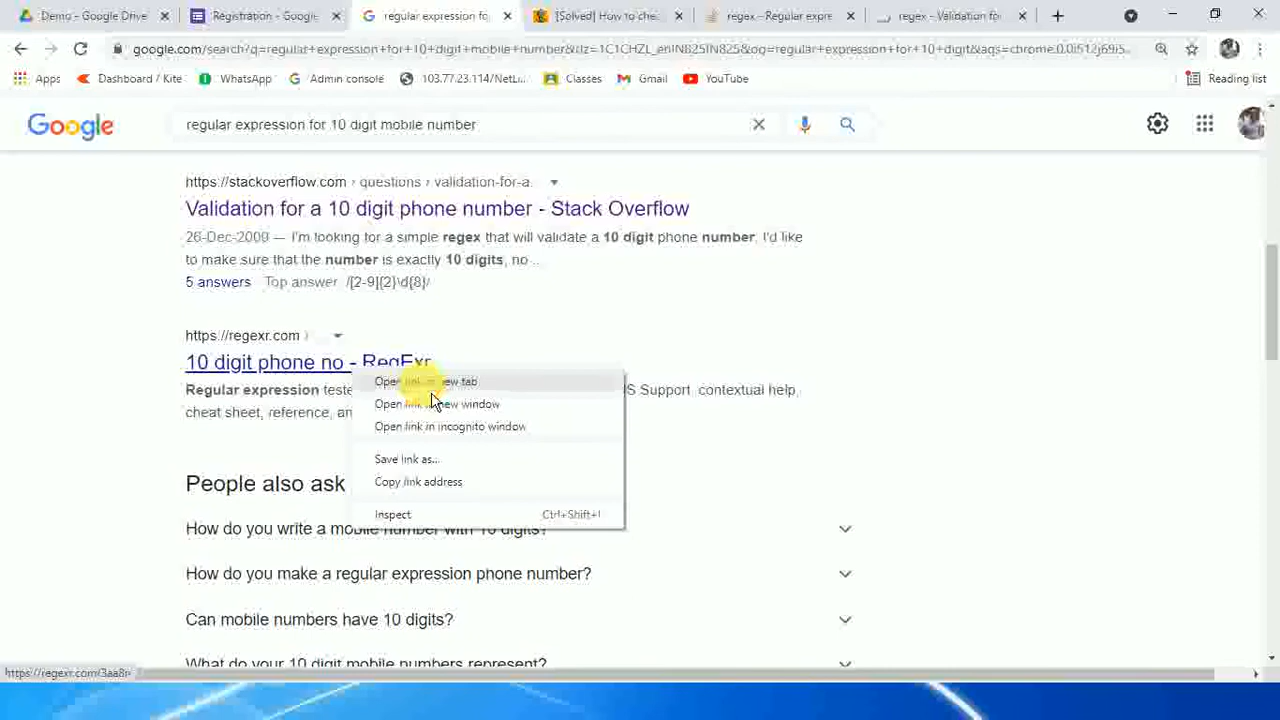 Demo - Google Drive
Registration - Google
regular expression fo
[Solved] How to che
regex - Regular expre
regex - Validation fo
google.com/search?q=regular+expression+for+10+digit+mobile+number&rlz=1C1CHZL_enIN825IN825&oq=regular+expression+for+10+digit&aqs=chrome.0.0i512j69i5...
Apps
Dashboard / Kite
WhatsApp
Admin console
103.77.23.114/NetLi...
Classes
Gmail
YouTube
Reading list
Google
regular expression for 10 digit mobile number
https://stackoverflow.com › questions › validation-for-a...
Validation for a 10 digit phone number - Stack Overflow
26-Dec-2009 — I'm looking for a simple regex that will validate a 10 digit phone number. I'd like
to make sure that the number is exactly 10 digits, no ...
5 answers Top answer: /[2-9]{2}\d{8}/
https://regexr.com ›
10 digit phone no - RegExr
Regular expression teste
S Support, contextual help,
cheat sheet, reference, an
Open link in new tab
Open link in new window
Open link in incognito window
Save link as...
Copy link address
Inspect Ctrl+Shift+I
People also ask
How do you write a mobile number with 10 digits?
How do you make a regular expression phone number?
Can mobile numbers have 10 digits?
What do your 10 digit mobile numbers represent?
https://regexr.com/3aa8n